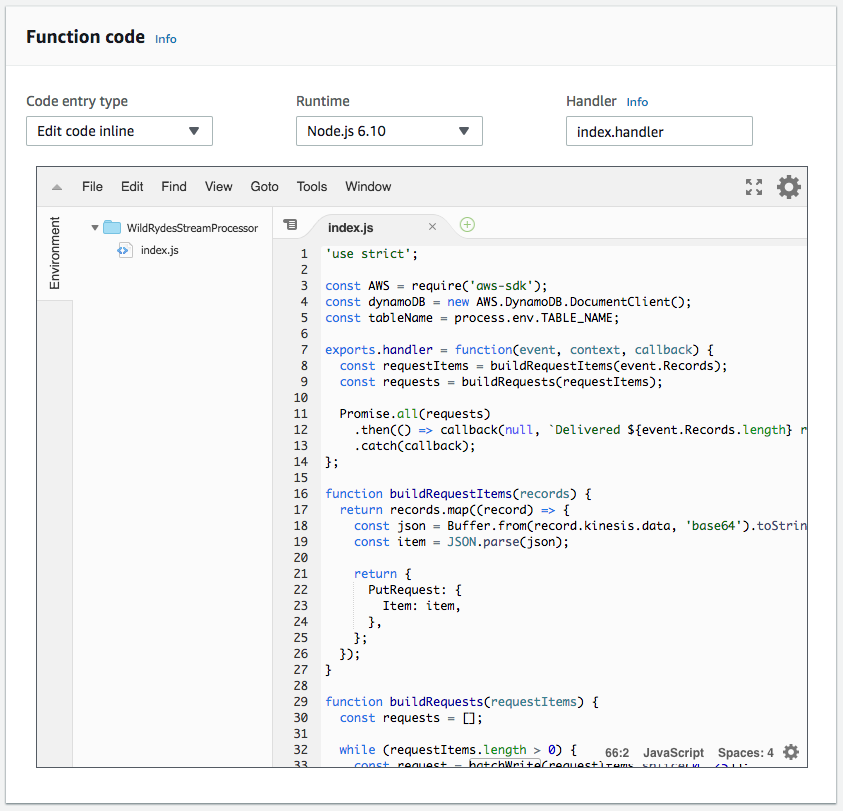 Function code Info
Code entry type
Runtime
Handler Info
Edit code inline
Node.js 6.10
index.handler
File Edit Find View Goto Tools Window
Environment
WildRydesStreamProcessor
index.js
index.js
1 'use strict';
2
3 const AWS = require('aws-sdk');
4 const dynamoDB = new AWS.DynamoDB.DocumentClient();
5 const tableName = process.env.TABLE_NAME;
6
7 exports.handler = function(event, context, callback) {
8 const requestItems = buildRequestItems(event.Records);
9 const requests = buildRequests(requestItems);
10
11 Promise.all(requests)
12 .then(() => callback(null, `Delivered ${event.Records.length} r
13 .catch(callback);
14 };
15
16 function buildRequestItems(records) {
17 return records.map((record) => {
18 const json = Buffer.from(record.kinesis.data, 'base64').toStrin
19 const item = JSON.parse(json);
20
21 return {
22 PutRequest: {
23 Item: item,
24 },
25 };
26 });
27 }
28
29 function buildRequests(requestItems) {
30 const requests = [];
31
32 while (requestItems.length > 0) {
33 const request = batchWrite(requestItems
66:2 JavaScript Spaces: 4